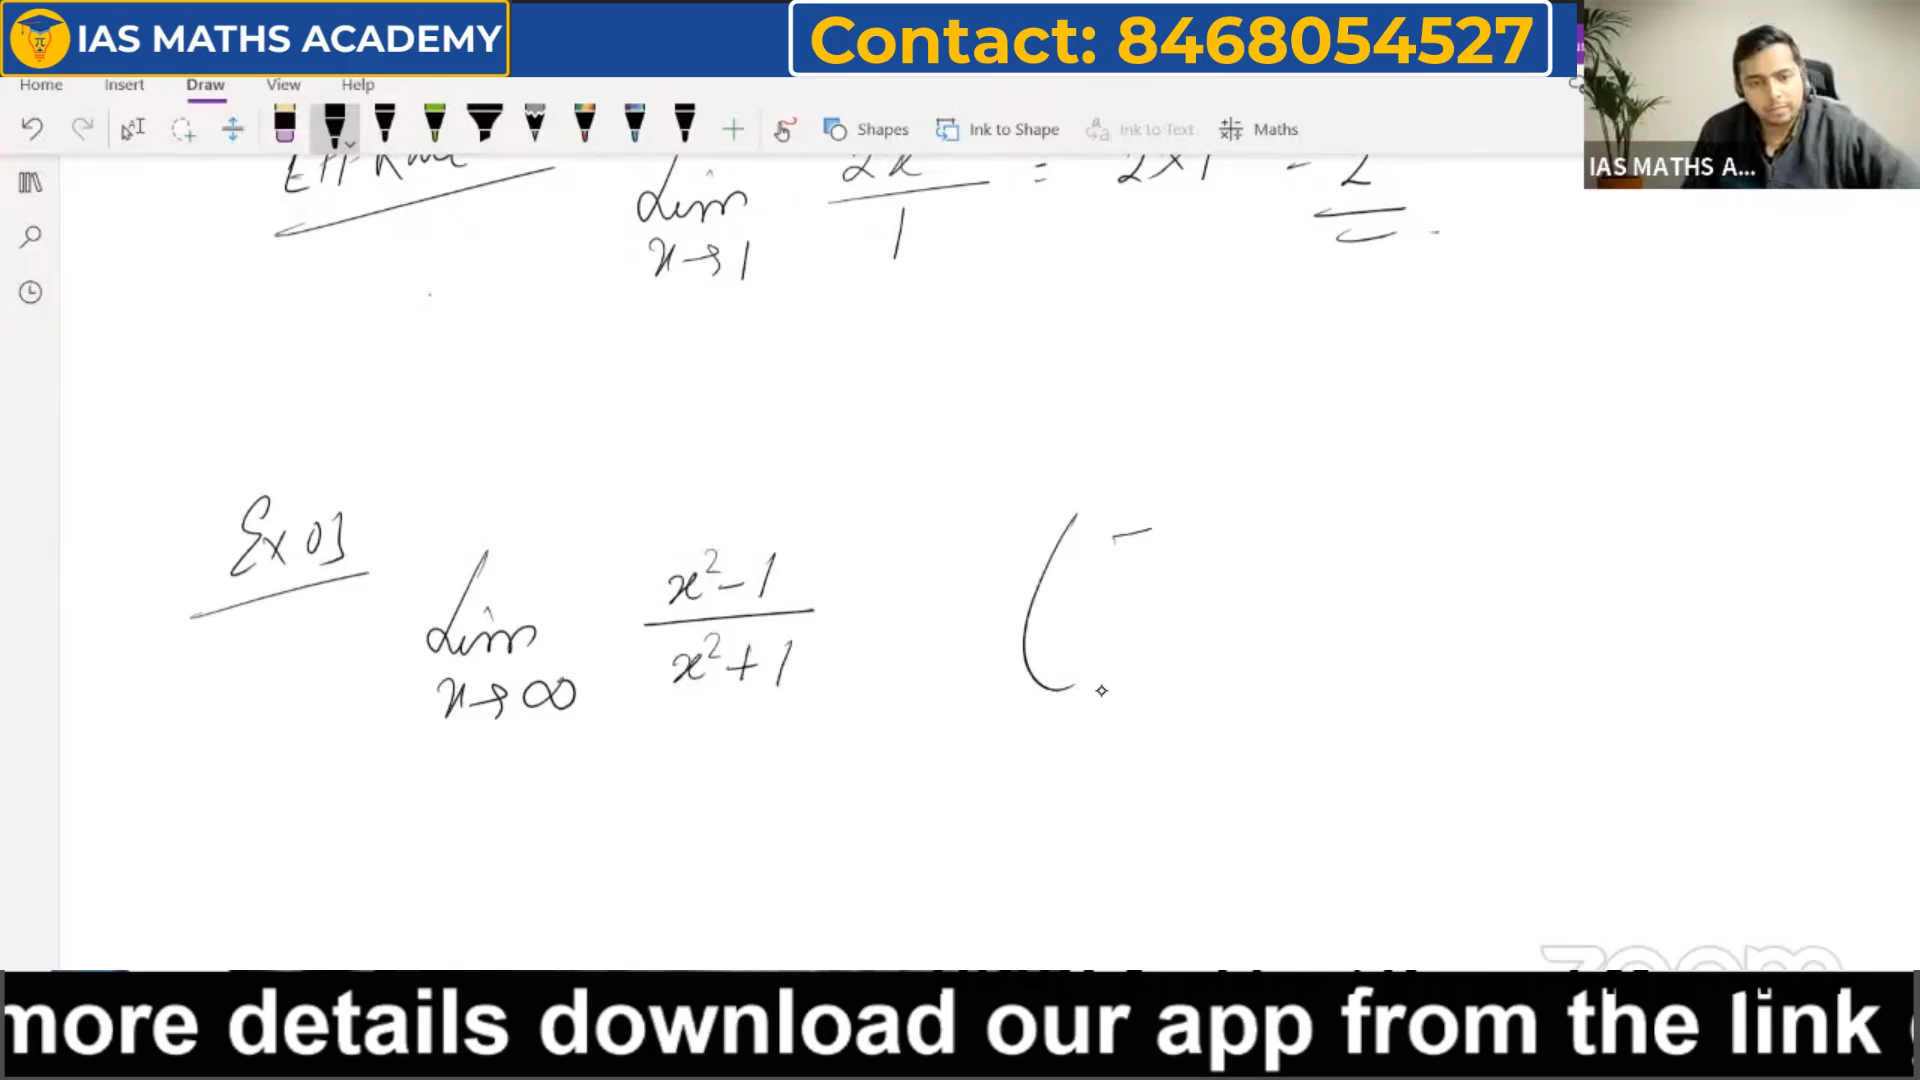 IAS MATHS ACADEMY
Contact: 8468054527
Home Insert Draw View Help
Shapes Ink to Shape Ink to Text Maths
IAS MATHS A...
Lim x→1 2x/1 = 2×1 = 2
Ex 03
Lim x→∞ x²-1/x²+1 (
zoom
more details download our app from the link